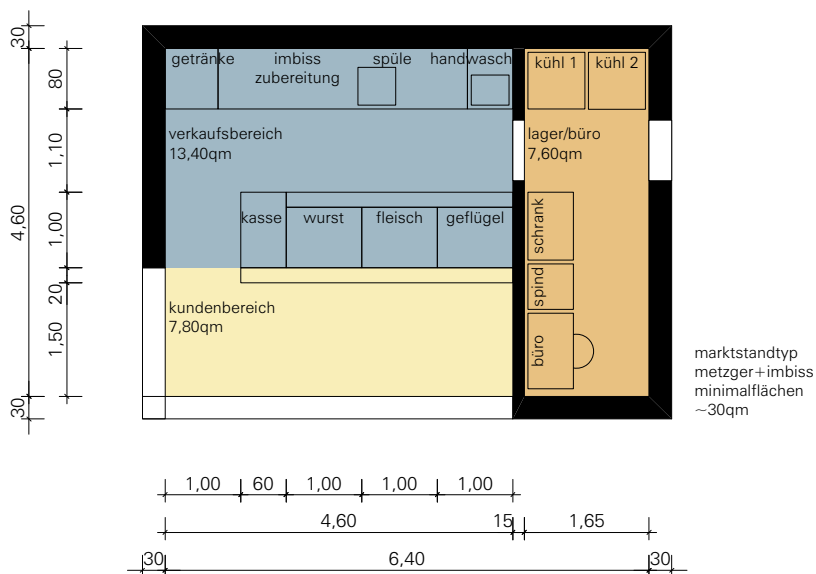 getränke
imbiss
zubereitung
spüle
handwasch
kühl 1
kühl 2
verkaufsbereich
13,40qm
lager/büro
7,60qm
kasse
wurst
fleisch
geflügel
schrank
spind
büro
kundenbereich
7,80qm
marktstandtyp
metzger+imbiss
minimalflächen
~30qm
30
4,60
30
80
1,10
1,00
20
1,50
1,00
60
1,00
1,00
1,00
4,60
15
1,65
30
6,40
30